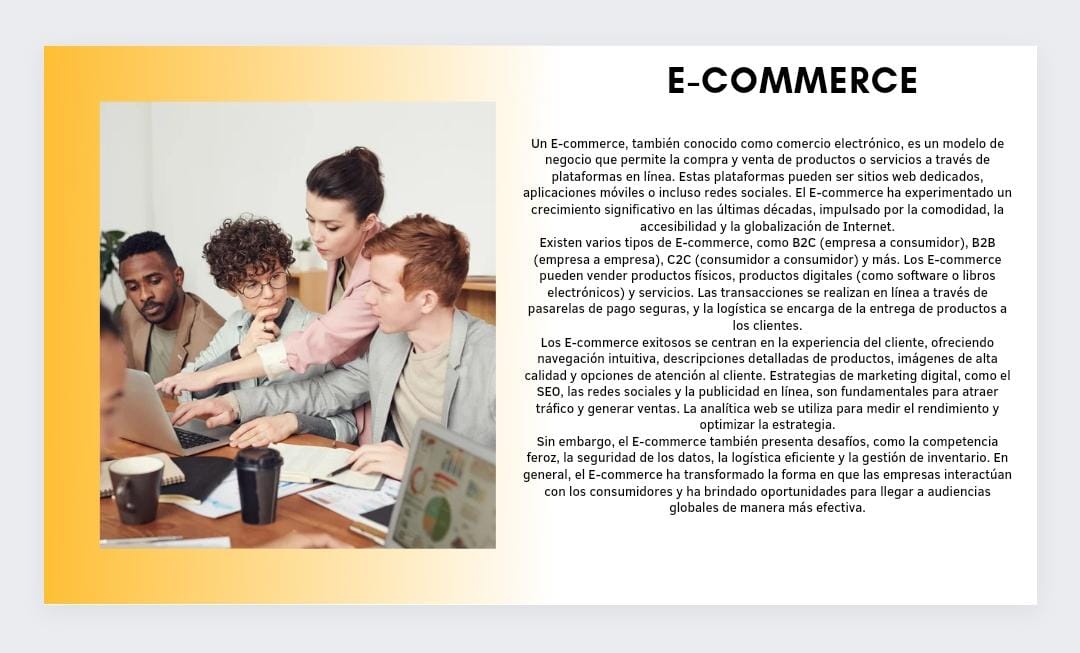 E-COMMERCE
Un E-commerce, también conocido como comercio electrónico, es un modelo de
negocio que permite la compra y venta de productos o servicios a través de
plataformas en línea. Estas plataformas pueden ser sitios web dedicados,
aplicaciones móviles o incluso redes sociales. El E-commerce ha experimentado un
crecimiento significativo en las últimas décadas, impulsado por la comodidad, la
accesibilidad y la globalización de Internet.
Existen varios tipos de E-commerce, como B2C (empresa a consumidor), B2B
(empresa a empresa), C2C (consumidor a consumidor) y más. Los E-commerce
pueden vender productos físicos, productos digitales (como software o libros
electrónicos) y servicios. Las transacciones se realizan en línea a través de
pasarelas de pago seguras, y la logística se encarga de la entrega de productos a
los clientes.
Los E-commerce exitosos se centran en la experiencia del cliente, ofreciendo
navegación intuitiva, descripciones detalladas de productos, imágenes de alta
calidad y opciones de atención al cliente. Estrategias de marketing digital, como el
SEO, las redes sociales y la publicidad en línea, son fundamentales para atraer
tráfico y generar ventas. La analítica web se utiliza para medir el rendimiento y
optimizar la estrategia.
Sin embargo, el E-commerce también presenta desafíos, como la competencia
feroz, la seguridad de los datos, la logística eficiente y la gestión de inventario. En
general, el E-commerce ha transformado la forma en que las empresas interactúan
con los consumidores y ha brindado oportunidades para llegar a audiencias
globales de manera más efectiva.